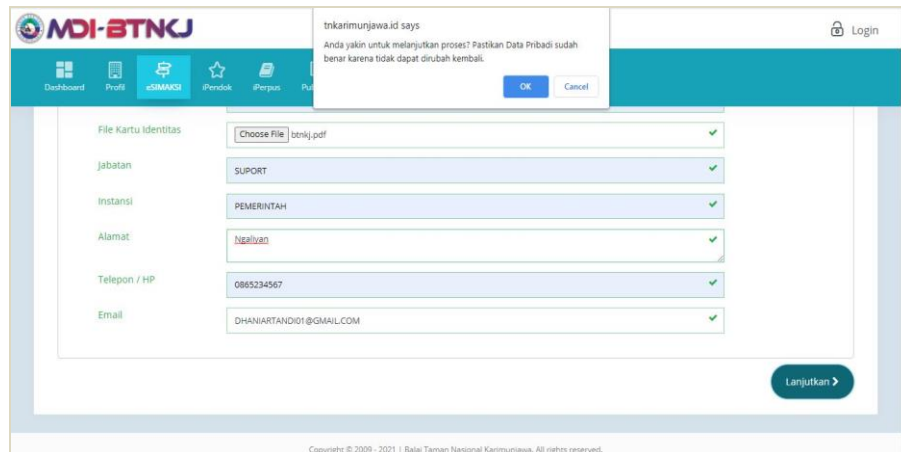 MDI-BTNKJ
tnkarimunjawa.id says
Anda yakin untuk melanjutkan proses? Pastikan Data Pribadi sudah
benar karena tidak dapat dirubah kembali.
OK Cancel
Login
Dashboard Profil eSIMAKSI iPendok iPerpus
File Kartu Identitas Choose File btnkj.pdf
Jabatan SUPORT
Instansi PEMERINTAH
Alamat Ngaliyan
Telepon / HP 0865234567
Email DHANIARTANDI01@GMAIL.COM
Lanjutkan
Copyright © 2009 - 2021 | Balai Taman Nasional Karimunjawa. All rights reserved.